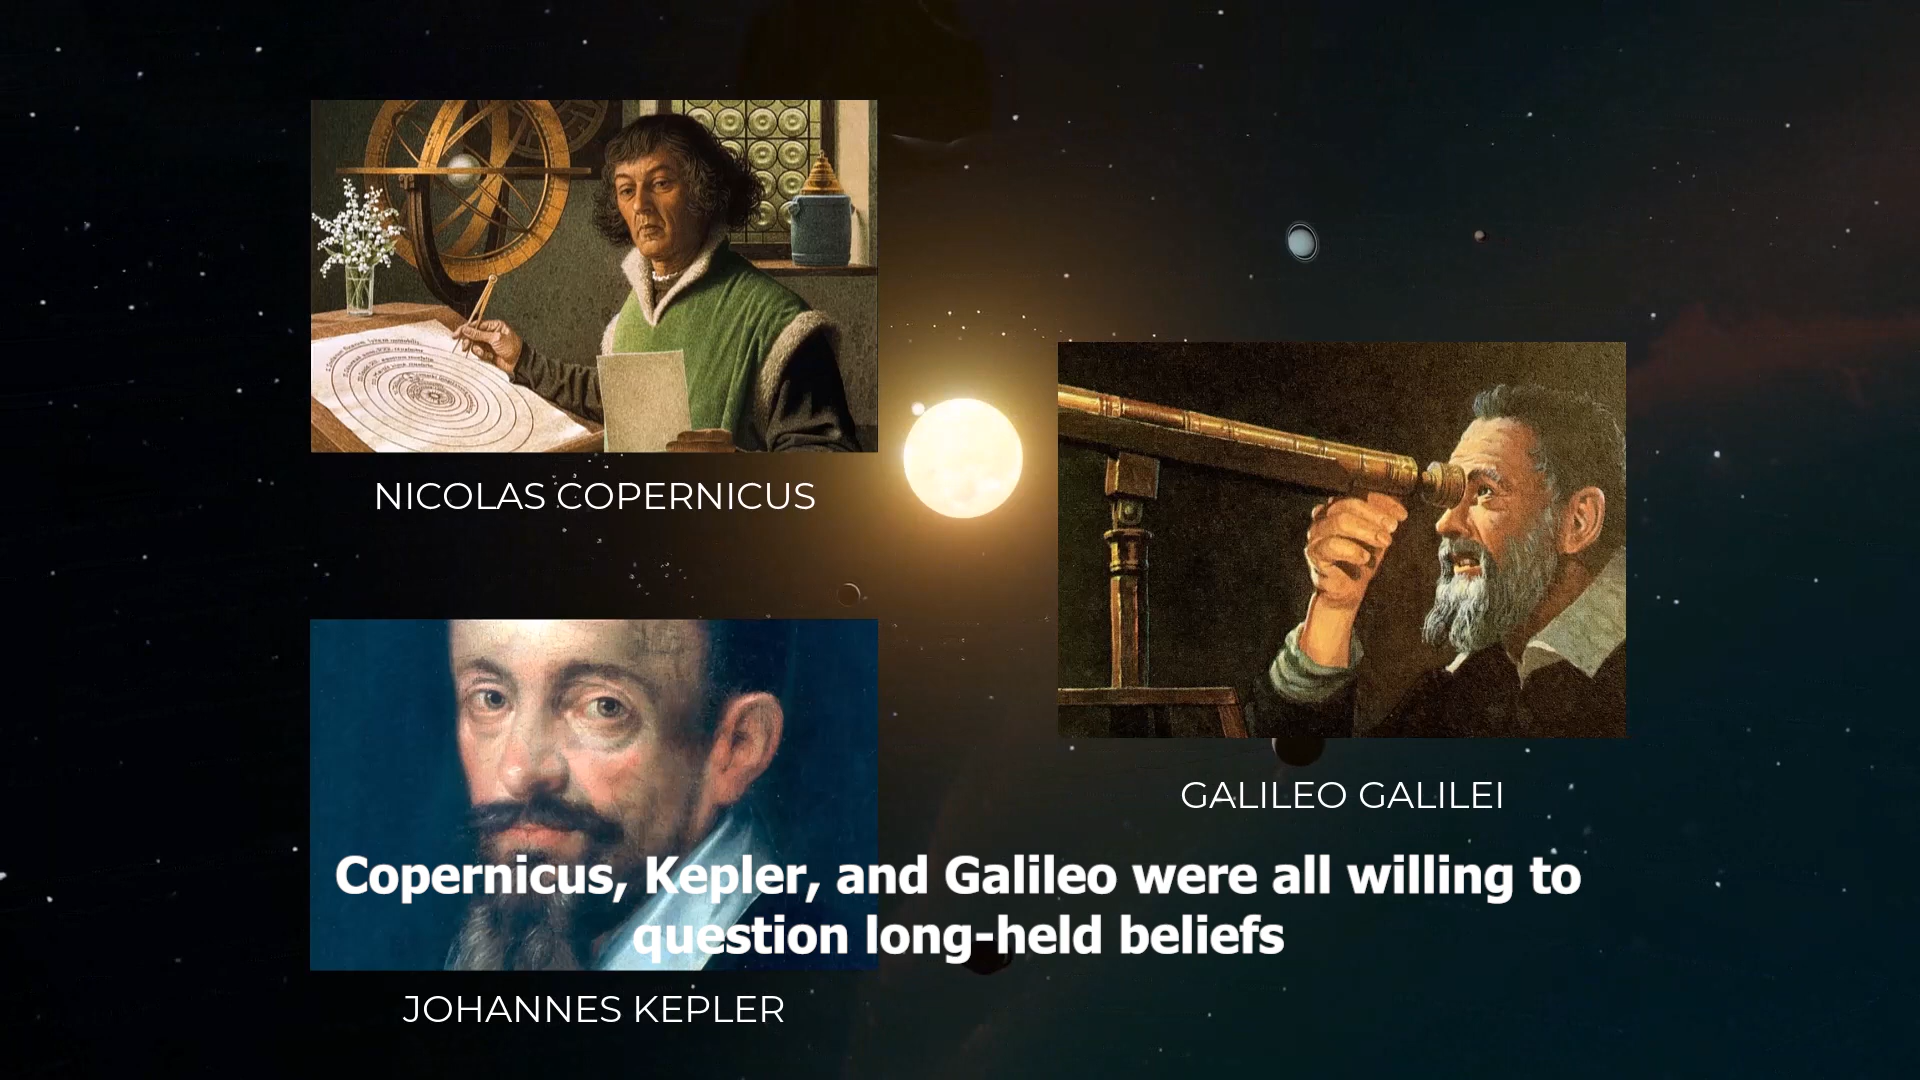 NICOLAS COPERNICUS
GALILEO GALILEI
Copernicus, Kepler, and Galileo were all willing to
question long-held beliefs
JOHANNES KEPLER